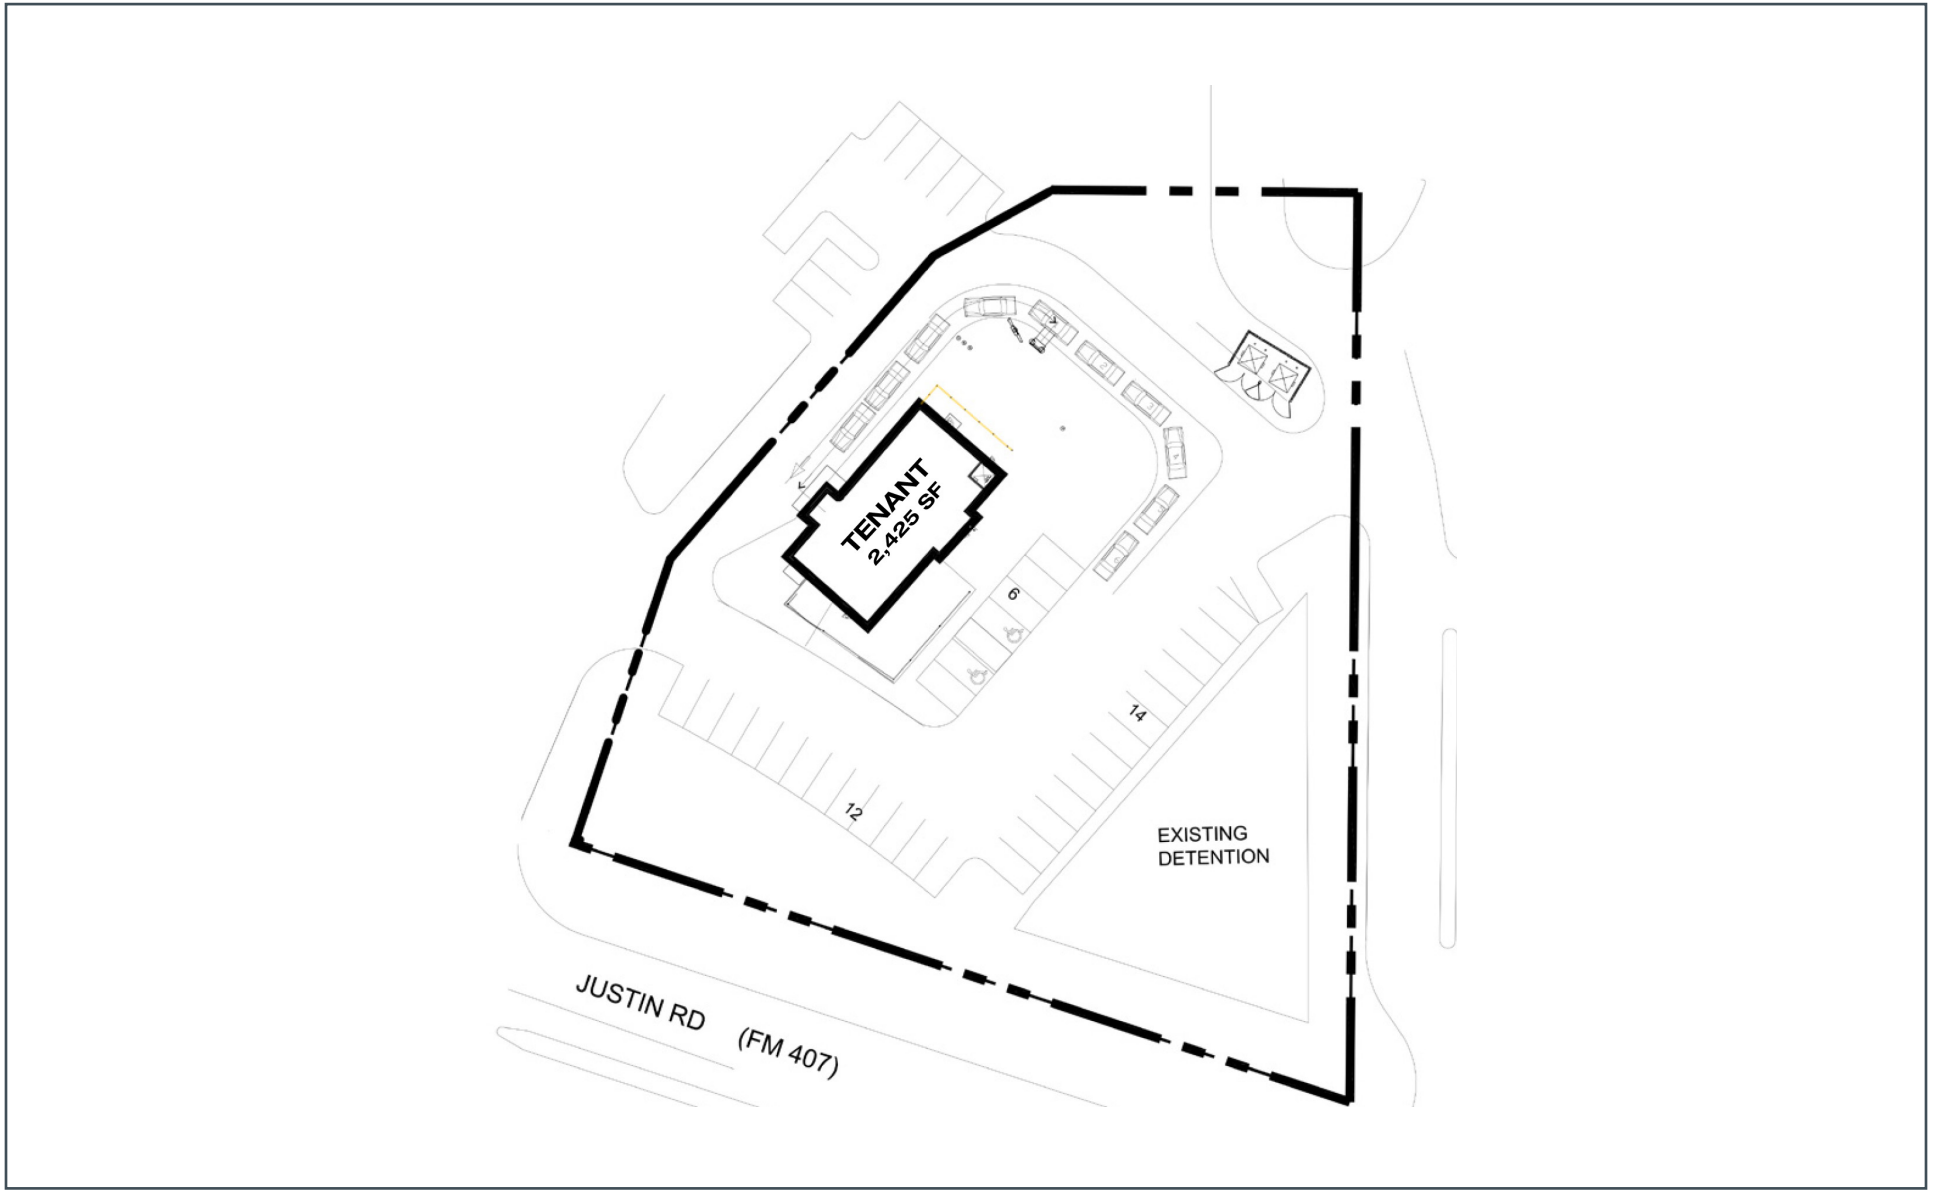 TENANT
2,425 SF
6
14
12
EXISTING
DETENTION
JUSTIN RD (FM 407)